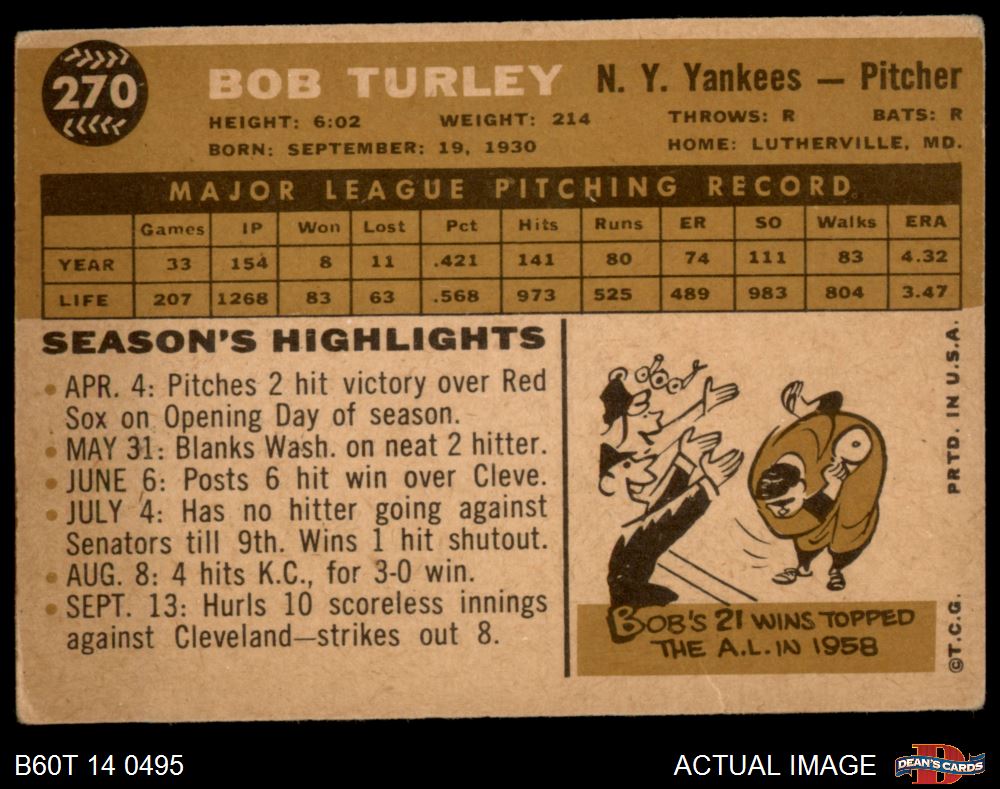 270
BOB TURLEY N. Y. Yankees — Pitcher
HEIGHT: 6:02 WEIGHT: 214 THROWS: R BATS: R
BORN: SEPTEMBER: 19, 1930 HOME: LUTHERVILLE, MD.
MAJOR LEAGUE PITCHING RECORD
Games IP Won Lost Pct Hits Runs ER SO Walks ERA
YEAR 33 154 8 11 .421 141 80 74 111 83 4.32
LIFE 207 1268 83 63 .568 973 525 489 983 804 3.47
SEASON'S HIGHLIGHTS
• APR. 4: Pitches 2 hit victory over Red
Sox on Opening Day of season.
• MAY 31: Blanks Wash. on neat 2 hitter.
• JUNE 6: Posts 6 hit win over Cleve.
• JULY 4: Has no hitter going against
Senators till 9th. Wins 1 hit shutout.
• AUG. 8: 4 hits K.C., for 3-0 win.
• SEPT. 13: Hurls 10 scoreless innings
against Cleveland—strikes out 8.
BOB'S 21 WINS TOPPED
THE A.L. IN 1958
©T.C.G. PRTD. IN U.S.A.
B60T 14 0495 ACTUAL IMAGE
DEAN'S CARDS